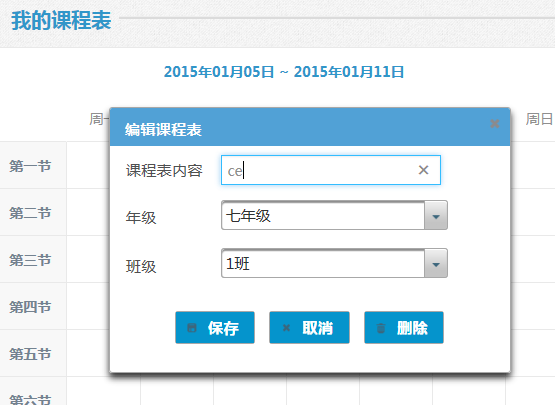 我的课程表
2015年01月05日 ~ 2015年01月11日
周日
编辑课程表
第一节
课程表内容 ce
第二节
年级 七年级
第三节
班级 1班
第四节
保存 取消 删除
第五节
第六节